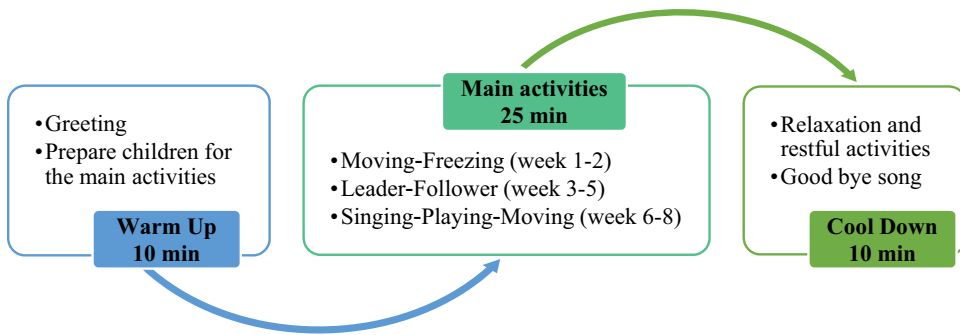 •Greeting
•Prepare children for
the main activities
Warm Up
10 min
Main activities
25 min
•Moving-Freezing (week 1-2)
•Leader-Follower (week 3-5)
•Singing-Playing-Moving (week 6-8)
•Relaxation and
restful activities
•Good bye song
Cool Down
10 min